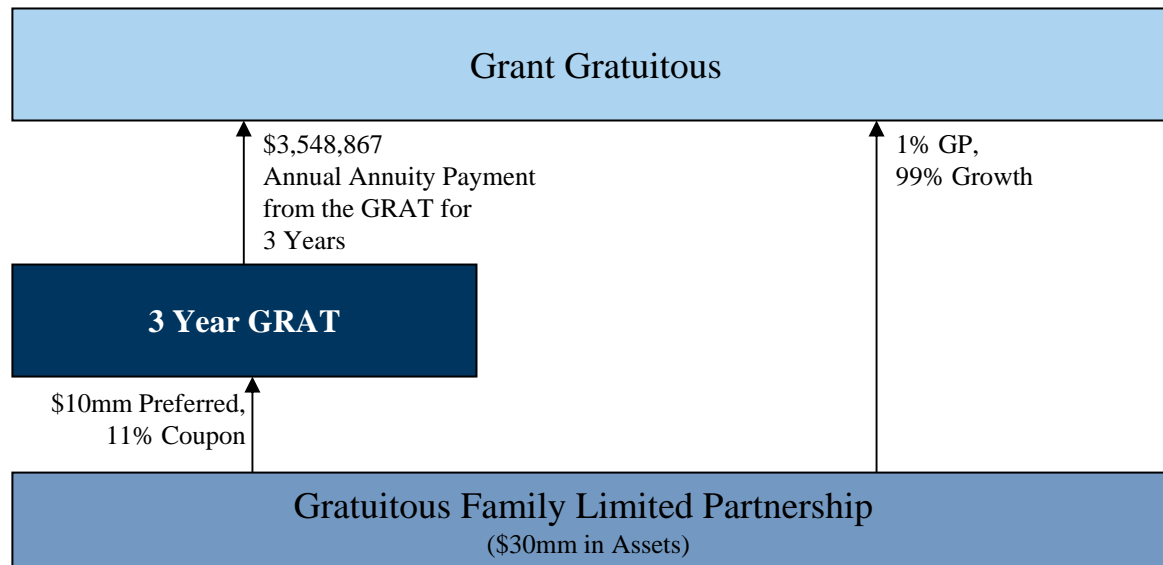 Grant Gratuitous
$3,548,867
Annual Annuity Payment
from the GRAT for
3 Years
1% GP,
99% Growth
3 Year GRAT
$10mm Preferred,
11% Coupon
Gratuitous Family Limited Partnership
($30mm in Assets)